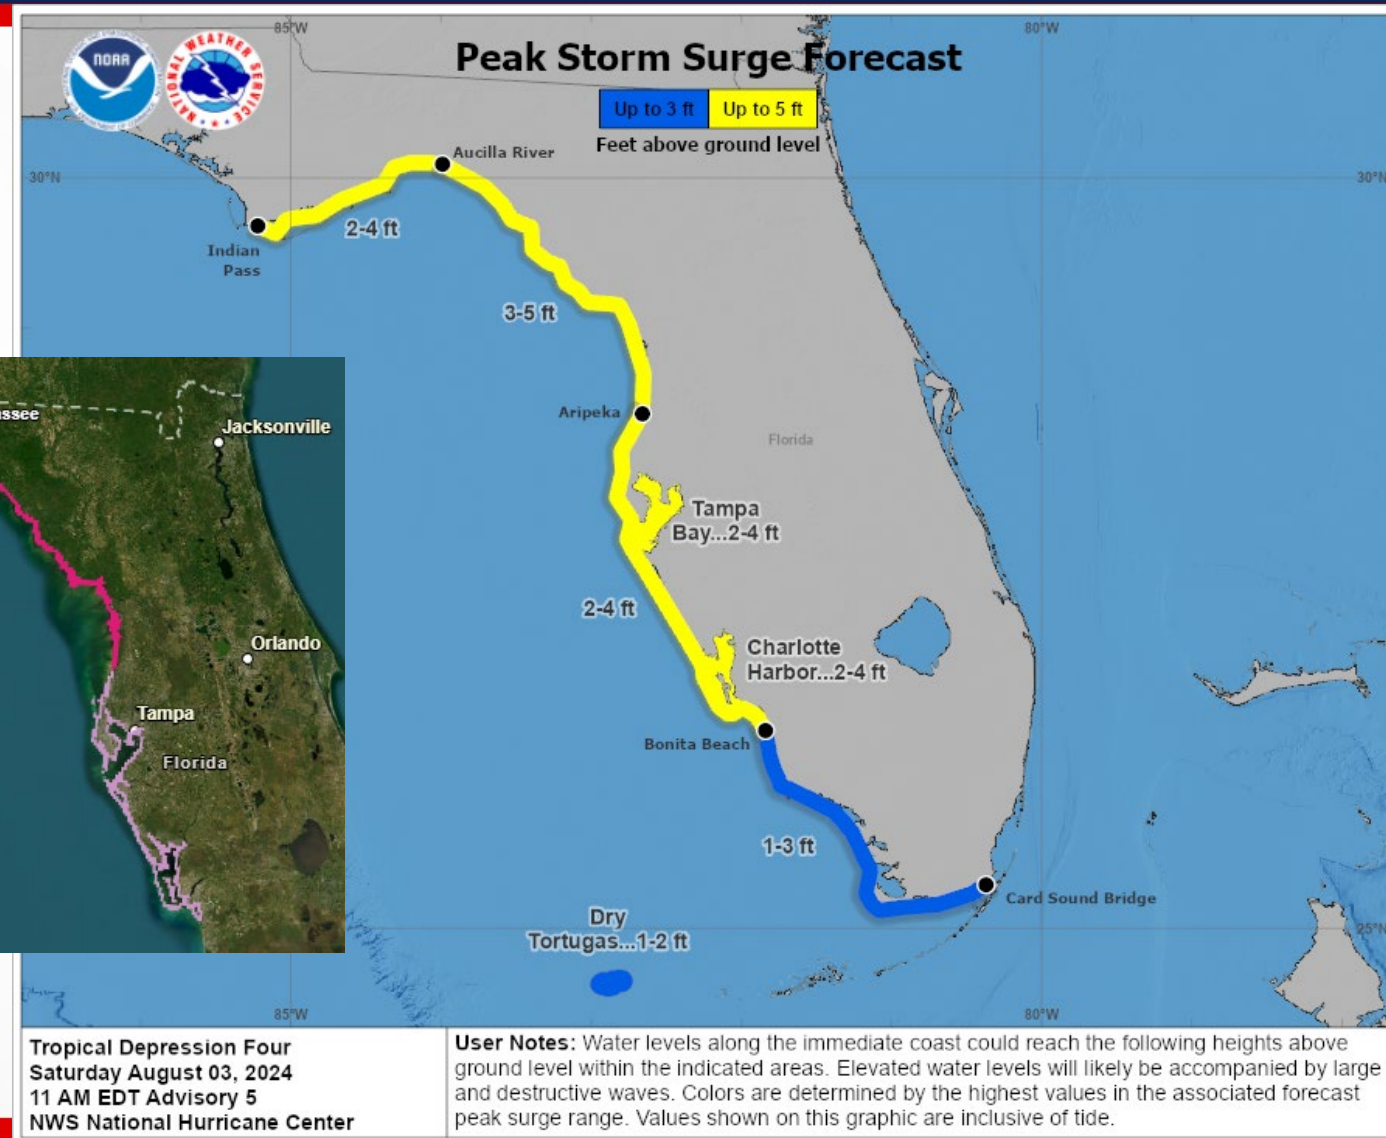 85°W
80°W
NOAA
NATIONAL WEATHER SERVICE
Peak Storm Surge Forecast
Up to 3 ft
Up to 5 ft
Feet above ground level
Aucilla River
30°N
30°N
2-4 ft
Indian
Pass
3-5 ft
Aripeka
Florida
Tampa
Bay...2-4 ft
2-4 ft
Charlotte
Harbor...2-4 ft
Bonita Beach
1-3 ft
Card Sound Bridge
Dry
Tortugas...1-2 ft
25°N
85°W
80°W
ssee
Jacksonville
Orlando
Tampa
Florida
Tropical Depression Four
Saturday August 03, 2024
11 AM EDT Advisory 5
NWS National Hurricane Center
User Notes: Water levels along the immediate coast could reach the following heights above
ground level within the indicated areas. Elevated water levels will likely be accompanied by large
and destructive waves. Colors are determined by the highest values in the associated forecast
peak surge range. Values shown on this graphic are inclusive of tide.